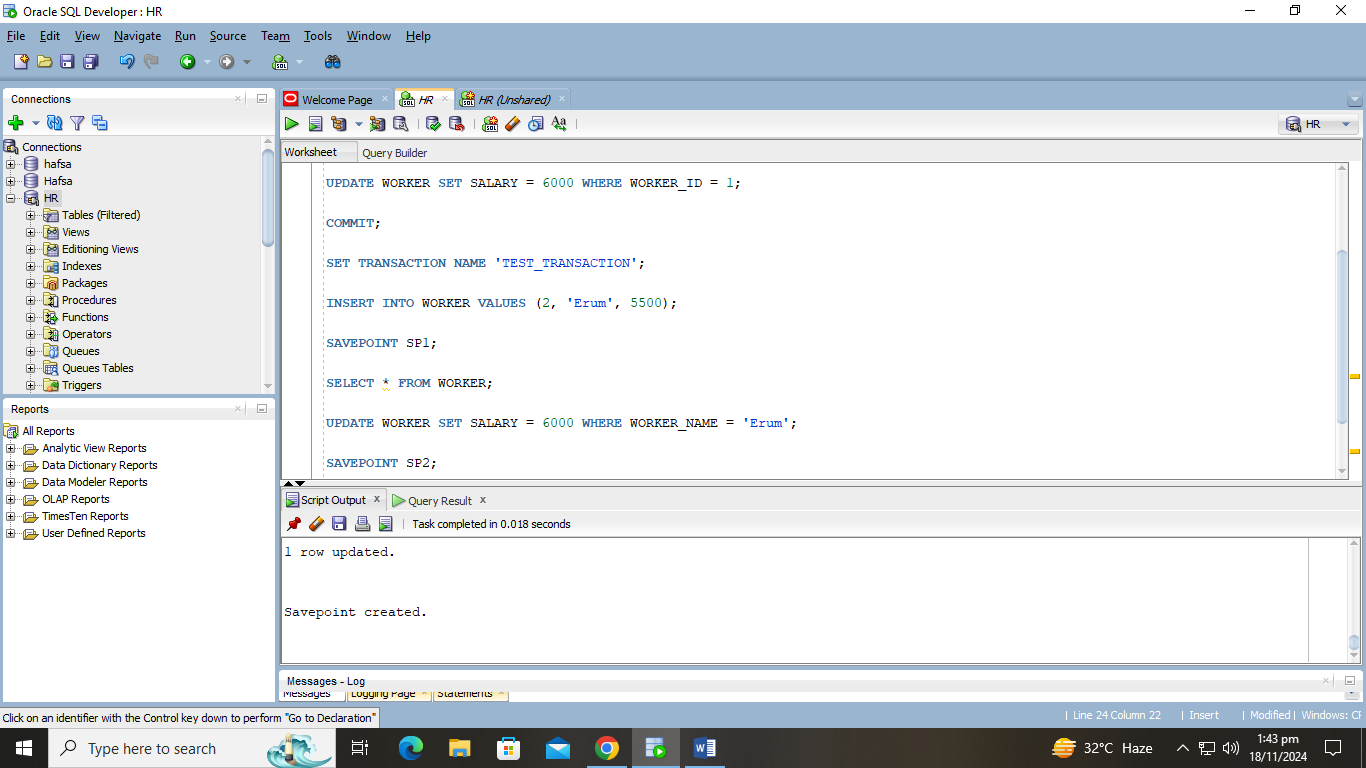 Oracle SQL Developer : HR
File Edit View Navigate Run Source Team Tools Window Help
Connections
Connections
hafsa
Hafsa
HR
Tables (Filtered)
Views
Editioning Views
Indexes
Packages
Procedures
Functions
Operators
Queues
Queues Tables
Triggers
Reports
All Reports
Analytic View Reports
Data Dictionary Reports
Data Modeler Reports
OLAP Reports
TimesTen Reports
User Defined Reports
Welcome Page HR HR (Unshared)
HR
Worksheet Query Builder
UPDATE WORKER SET SALARY = 6000 WHERE WORKER_ID = 1;
COMMIT;
SET TRANSACTION NAME 'TEST_TRANSACTION';
INSERT INTO WORKER VALUES (2, 'Erum', 5500);
SAVEPOINT SP1;
SELECT * FROM WORKER;
UPDATE WORKER SET SALARY = 6000 WHERE WORKER_NAME = 'Erum';
SAVEPOINT SP2;
Script Output Query Result
Task completed in 0.018 seconds
1 row updated.
Savepoint created.
Messages - Log
Messages Logging Page Statements
Click on an identifier with the Control key down to perform "Go to Declaration"
Line 24 Column 22 Insert Modified Windows: CF
Type here to search
32°C Haze
1:43 pm
18/11/2024